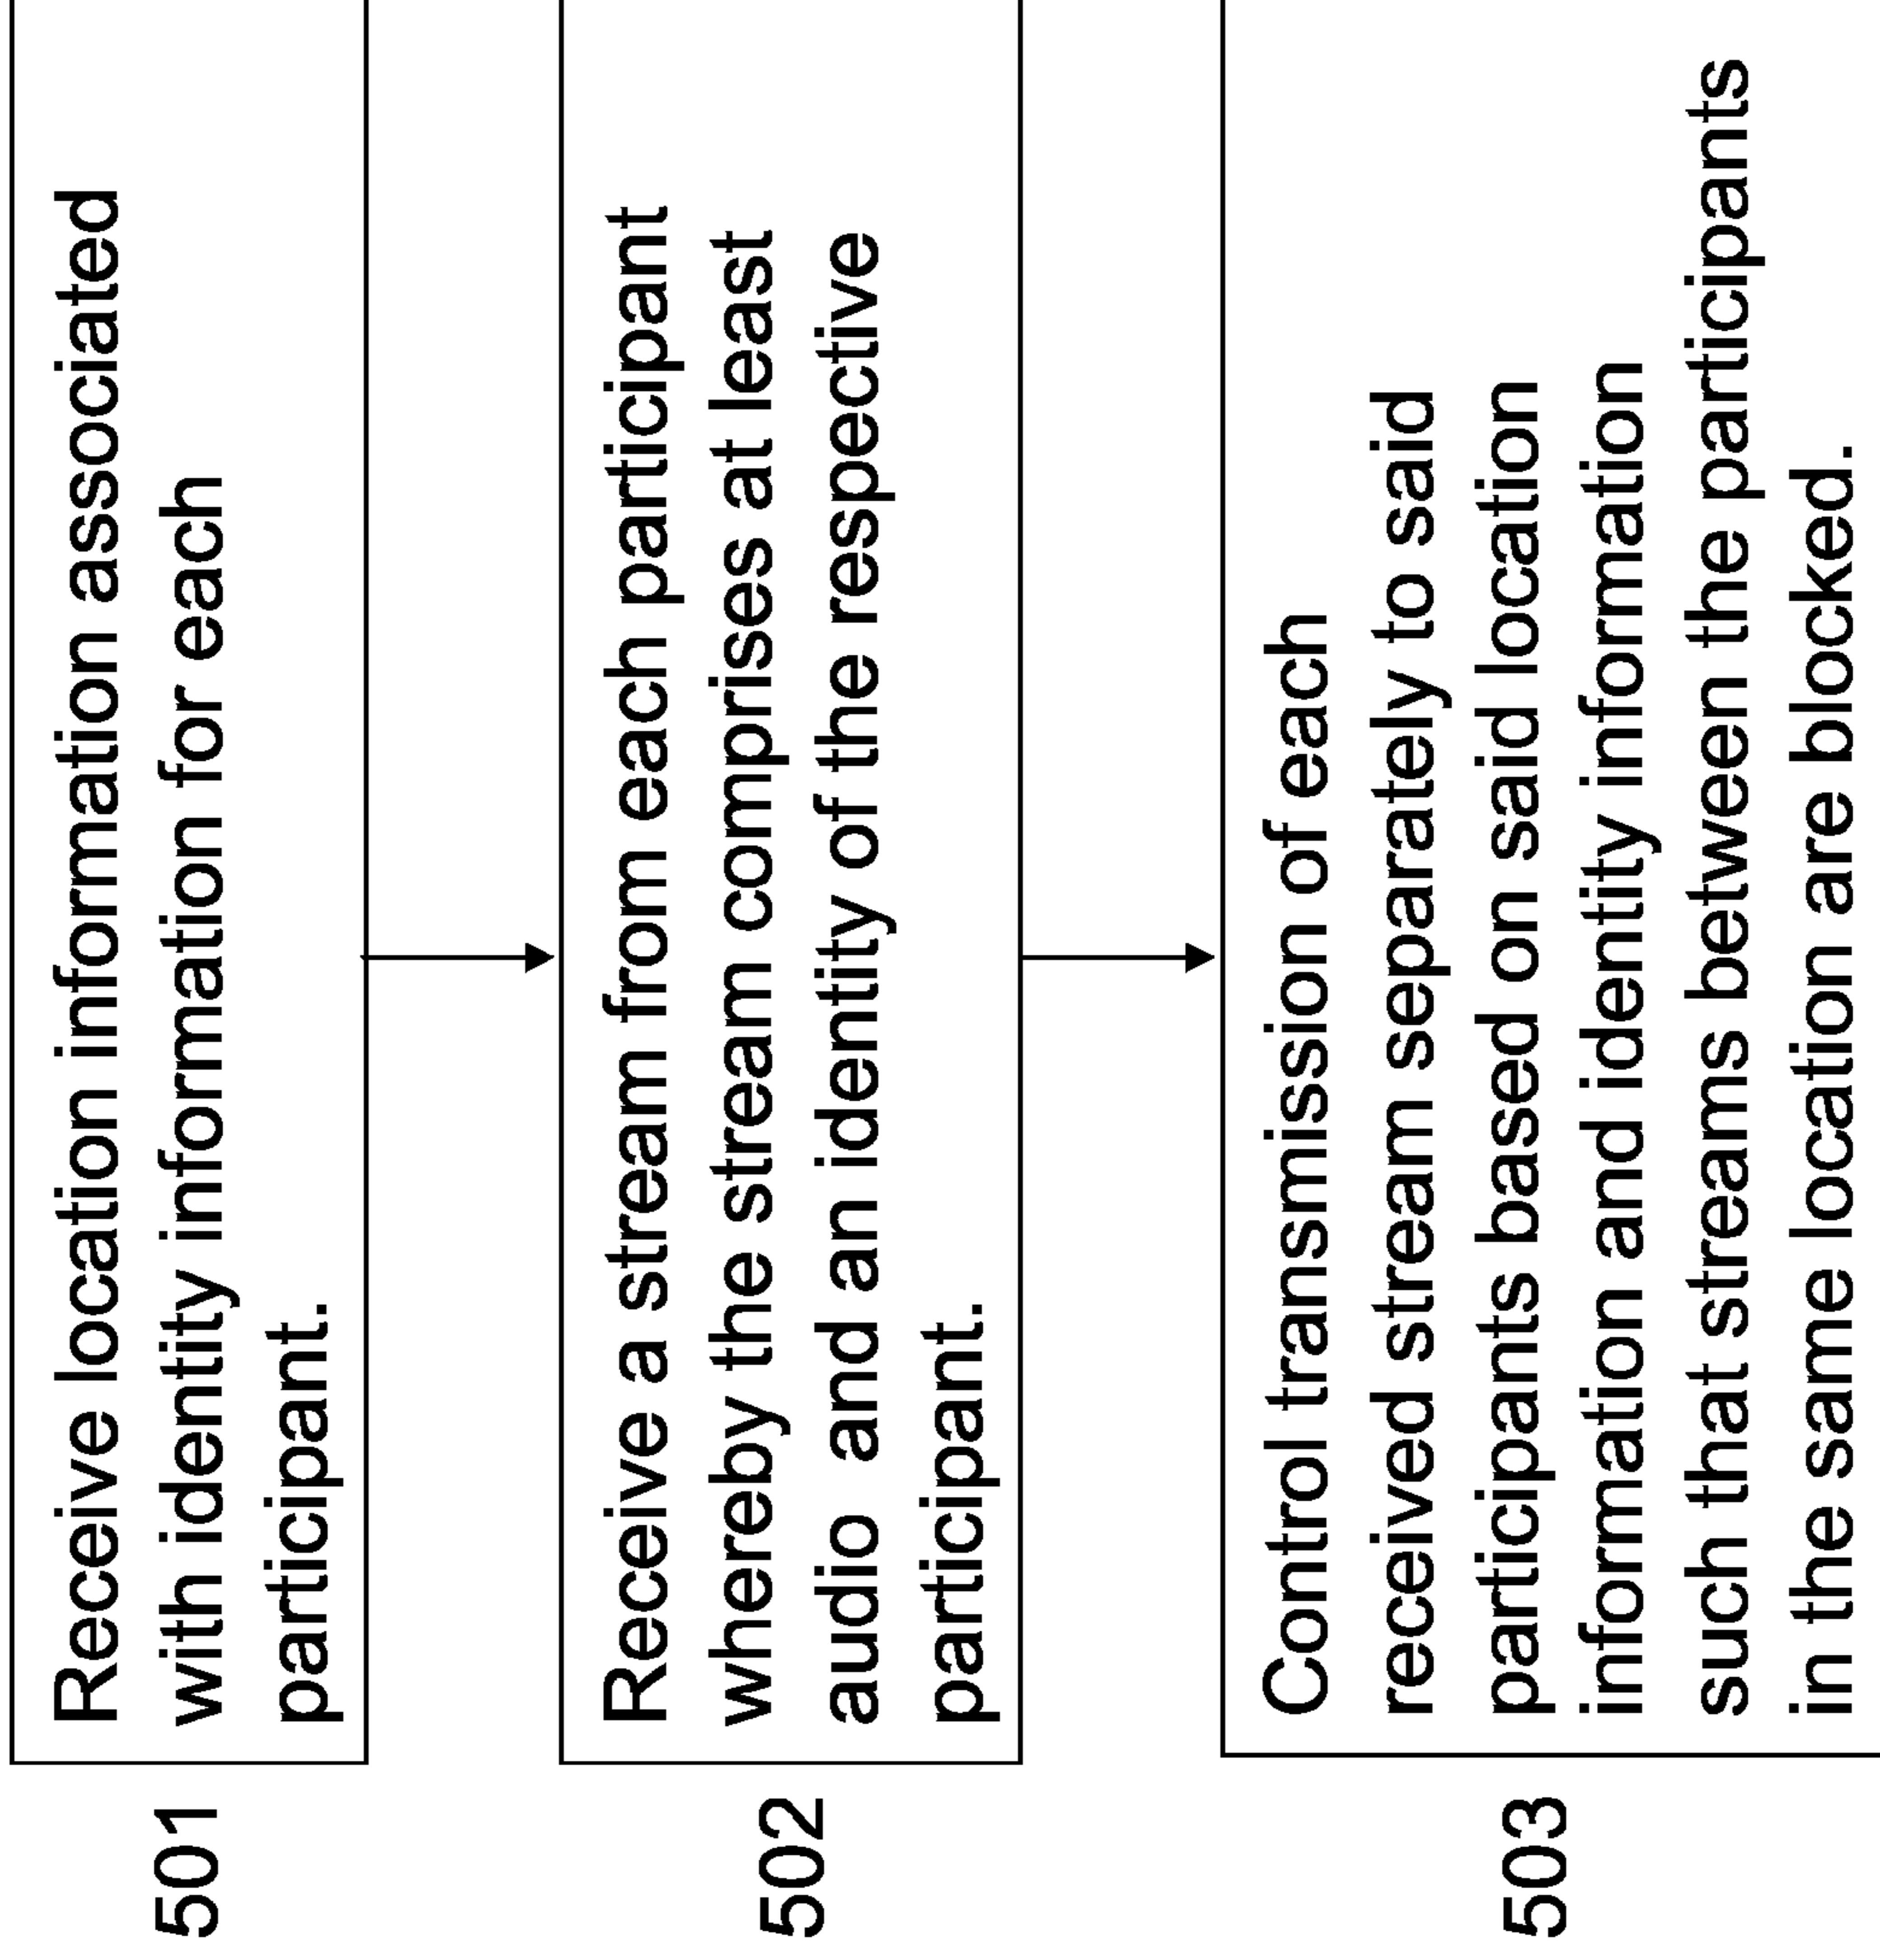 501
Receive location information associated
with identity information for each
participant.
502
Receive a stream from each participant
whereby the stream comprises at least
audio and an identity of the respective
participant.
503
Control transmission of each
received stream separately to said
participants based on said location
information and identity information
such that streams between the participants
in the same location are blocked.